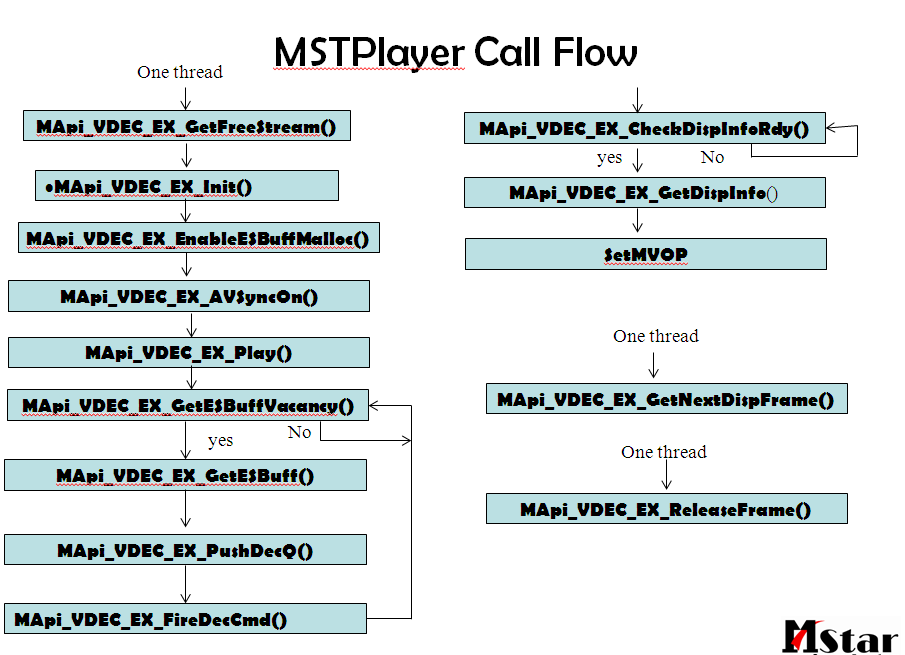 MSTPlayer Call Flow
One thread
MApi_VDEC_EX_GetFreeStream()
•MApi_VDEC_EX_Init()
MApi_VDEC_EX_EnableESBuffMalloc()
MApi_VDEC_EX_AVSyncOn()
MApi_VDEC_EX_Play()
MApi_VDEC_EX_GetESBuffVacancy()
yes
No
MApi_VDEC_EX_GetESBuff()
MApi_VDEC_EX_PushDecQ()
MApi_VDEC_EX_FireDecCmd()
MApi_VDEC_EX_CheckDispInfoRdy()
yes
No
MApi_VDEC_EX_GetDispInfo()
SetMVOP
One thread
MApi_VDEC_EX_GetNextDispFrame()
One thread
MApi_VDEC_EX_ReleaseFrame()
MStar